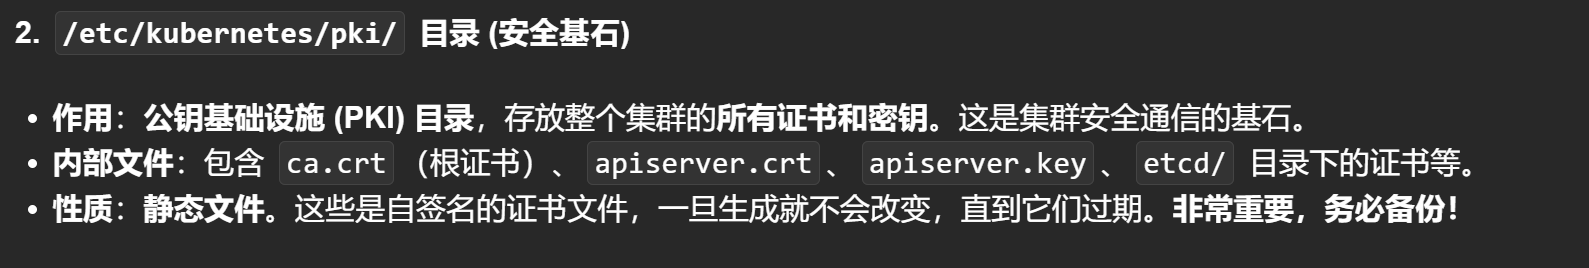 2. /etc/kubernetes/pki/ 目录 (安全基石)
• 作用：公钥基础设施 (PKI) 目录，存放整个集群的所有证书和密钥。这是集群安全通信的基石。
• 内部文件：包含 ca.crt （根证书）、 apiserver.crt 、 apiserver.key 、 etcd/ 目录下的证书等。
• 性质：静态文件。这些是自签名的证书文件，一旦生成就不会改变，直到它们过期。非常重要，务必备份！